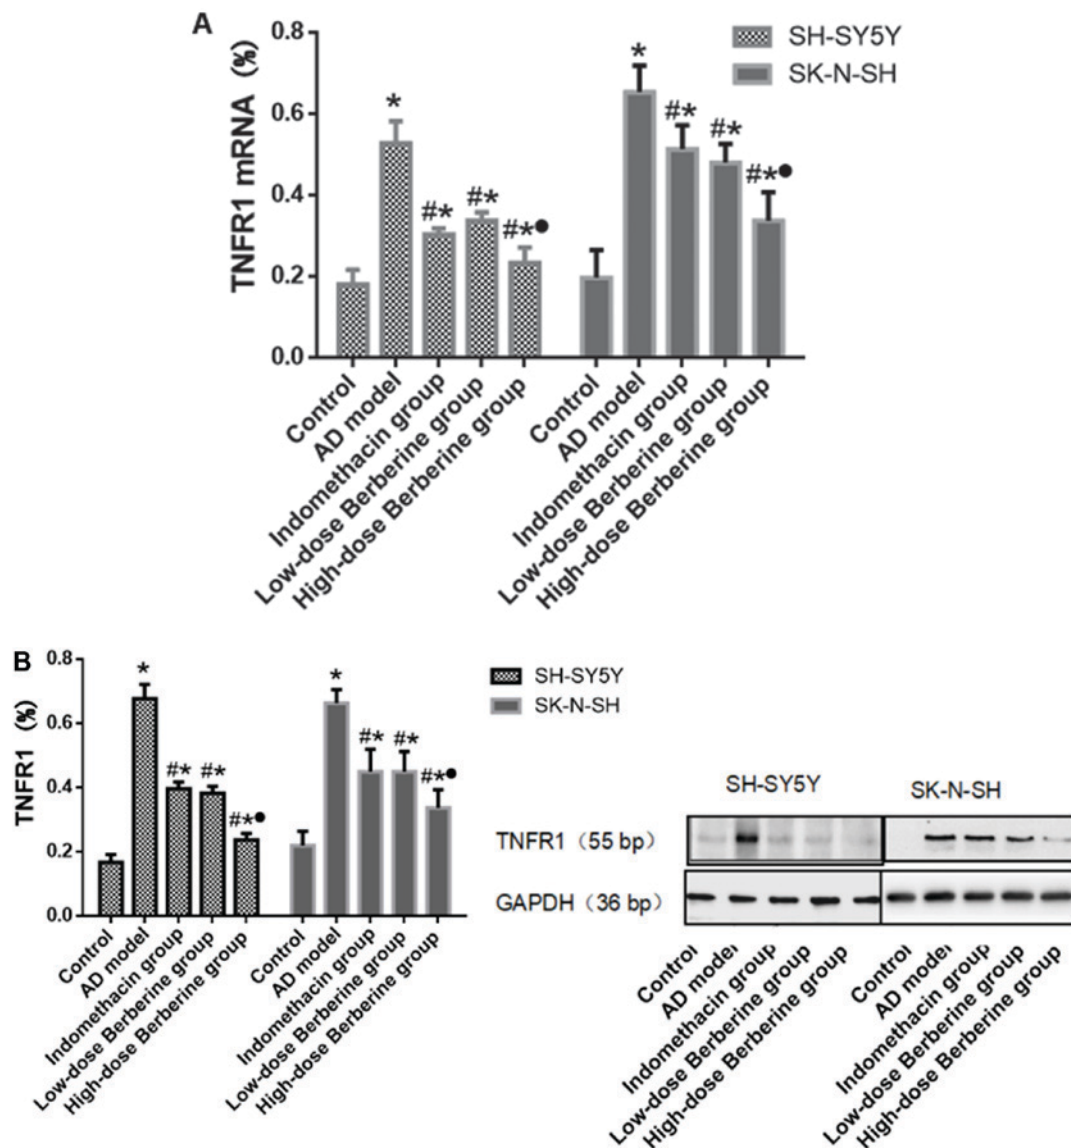 A
TNFR1 mRNA (%)
0.8
0.6
0.4
0.2
0.0
SH-SY5Y
SK-N-SH
*
#*
#*
#*●
*
#*
#*
#*●
Control
AD model
Indomethacin group
Low-dose Berberine group
High-dose Berberine group
Control
AD model
Indomethacin group
Low-dose Berberine group
High-dose Berberine group
B
TNFR1 (%)
0.8
0.6
0.4
0.2
0.0
SH-SY5Y
SK-N-SH
*
#*
#*
#*●
*
#*
#*
#*●
Control
AD model
Indomethacin group
Low-dose Berberine group
High-dose Berberine group
Control
AD model
Indomethacin group
Low-dose Berberine group
High-dose Berberine group
SH-SY5Y
SK-N-SH
TNFR1（55 bp）
GAPDH（36 bp）
Control
AD model
Indomethacin group
Low-dose Berberine group
High-dose Berberine group
Control
AD model
Indomethacin group
Low-dose Berberine group
High-dose Berberine group